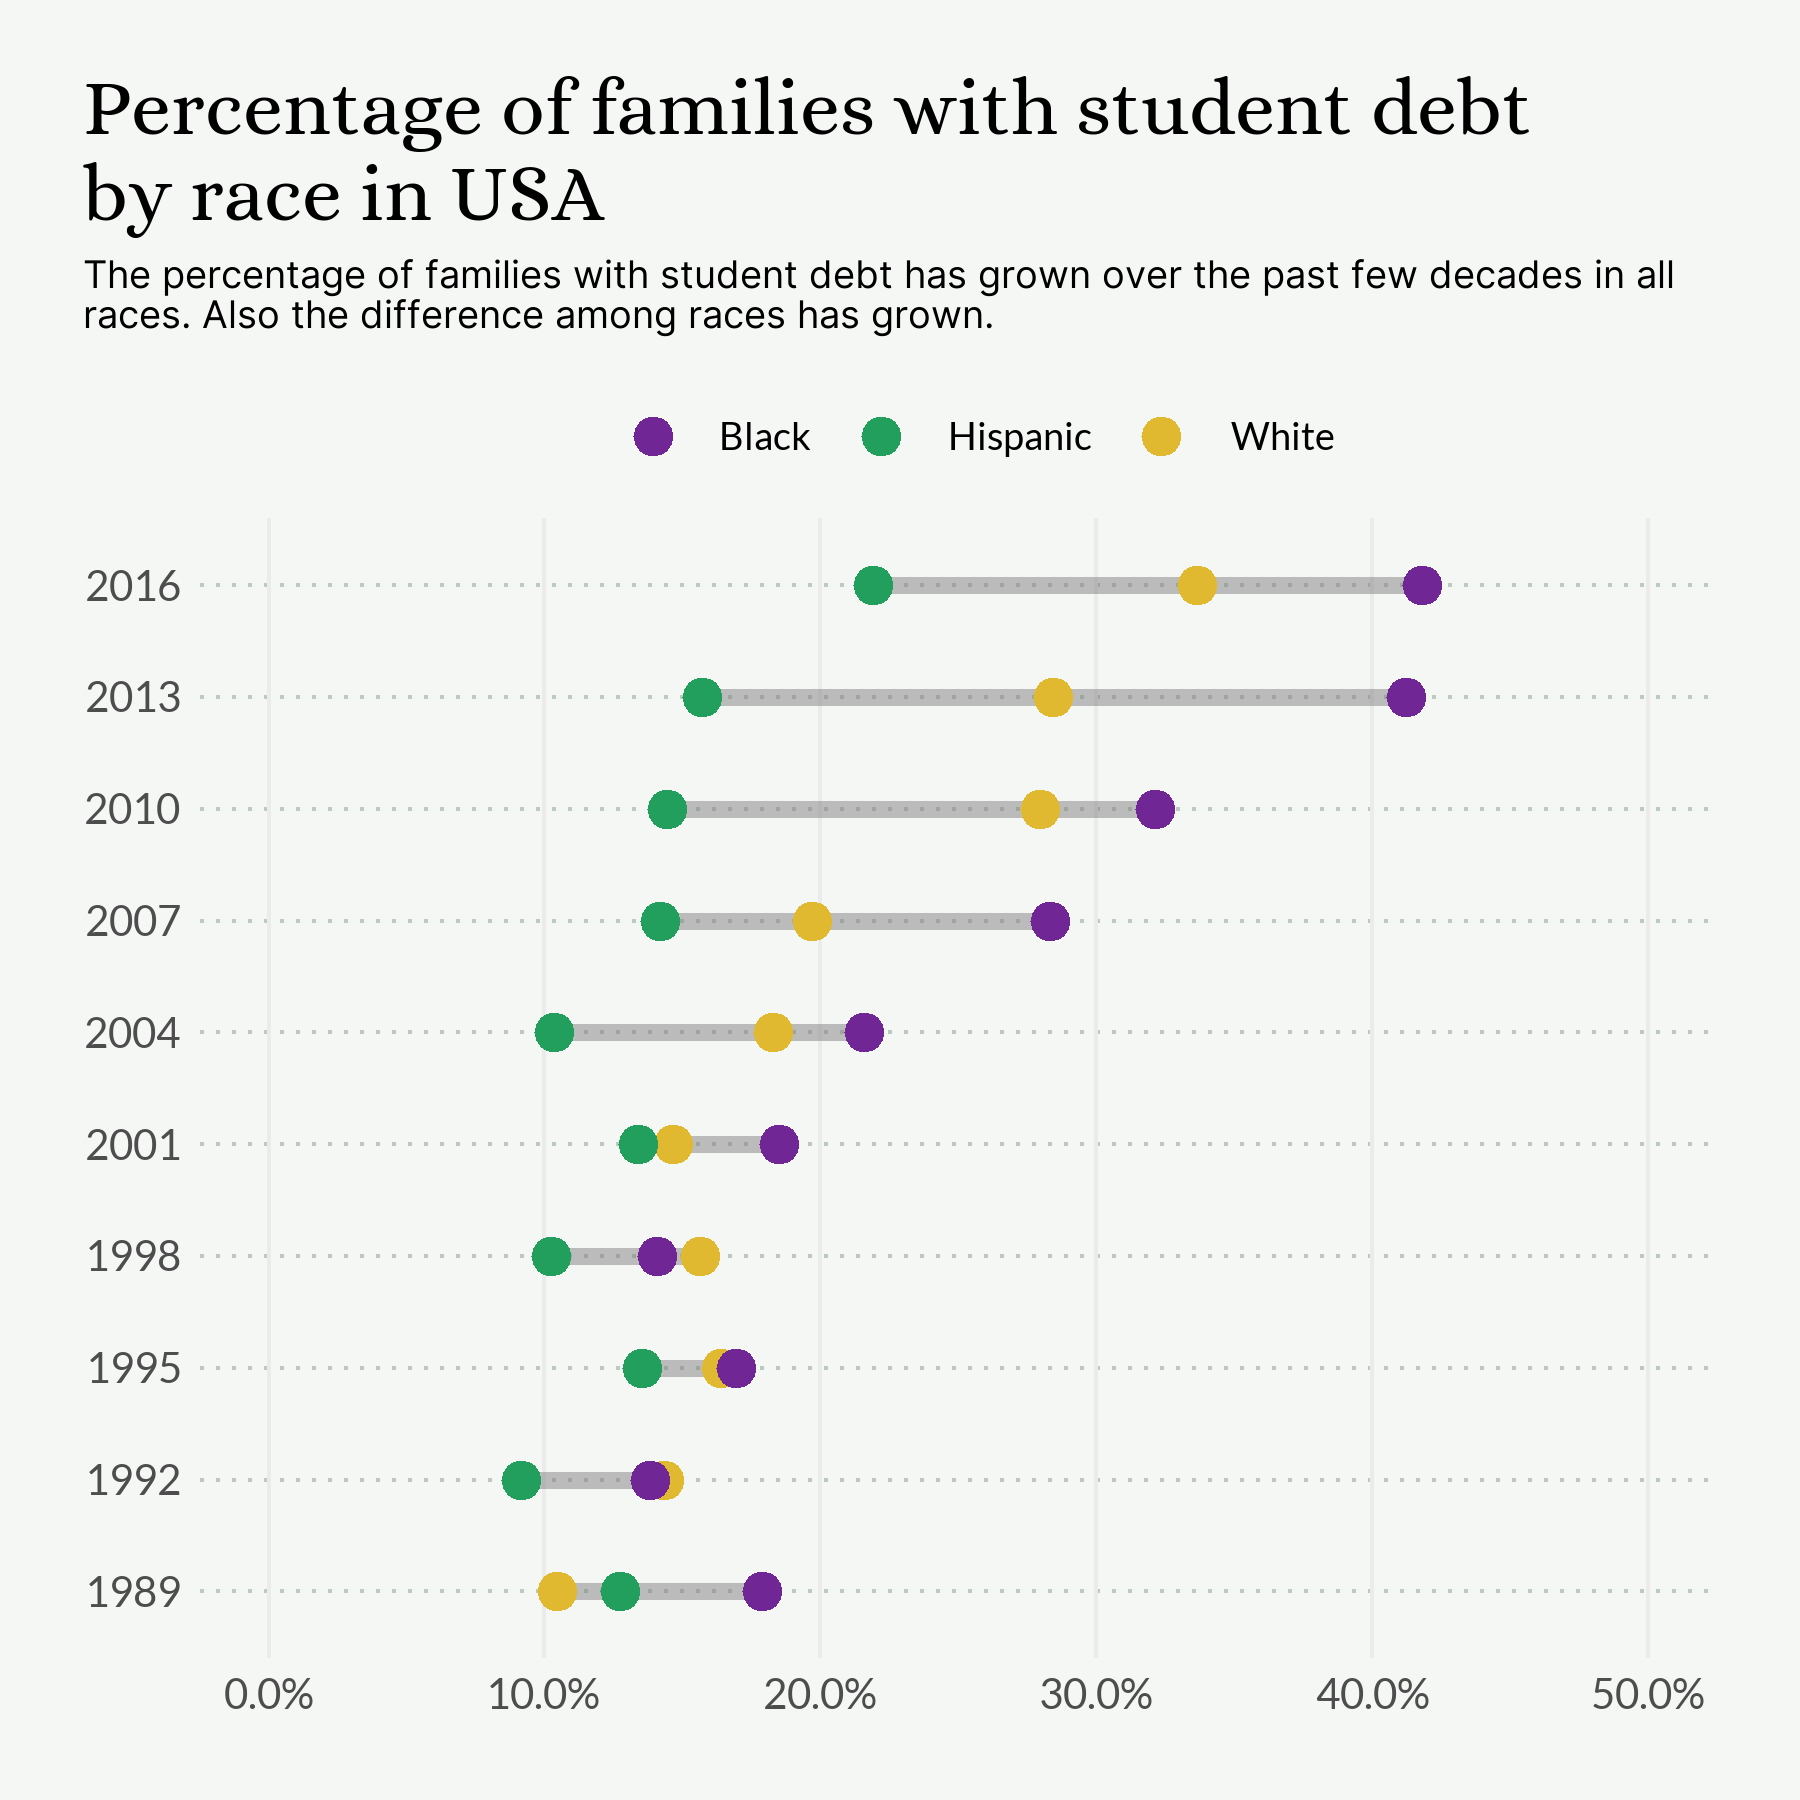 Percentage of families with student debt
by race in USA
The percentage of families with student debt has grown over the past few decades in all
races. Also the difference among races has grown.
Black Hispanic White
2016
2013
2010
2007
2004
2001
1998
1995
1992
1989
0.0% 10.0% 20.0% 30.0% 40.0% 50.0%